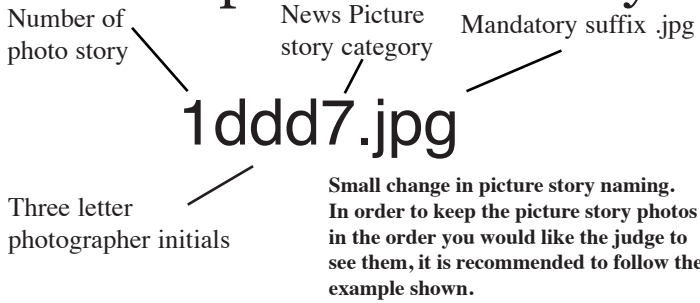 Number of
photo story
News Picture
story category
Mandatory suffix .jpg
1ddd7.jpg
Three letter
photographer initials
Small change in picture story naming.
In order to keep the picture story photos
in the order you would like the judge to
see them, it is recommended to follow the
example shown.